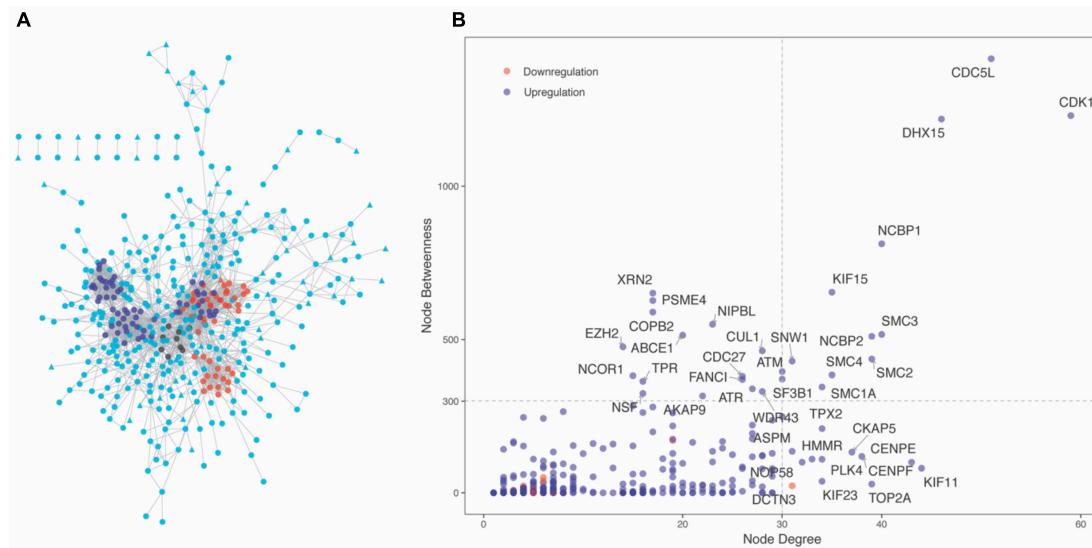 A
B
Downregulation
Upregulation
CDC5L
CDK1
DHX15
1000
NCBP1
XRN2
KIF15
PSME4
NIPBL
COPB2
SMC3
EZH2
CUL1
SNW1
NCBP2
500
ABCE1
CDC27
ATM
SMC4
NCOR1
TPR
FANCI
SMC2
ATR
SF3B1
SMC1A
300
NSF
AKAP9
WDR43
TPX2
CKAP5
ASPM
HMMR
CENPE
NOP58
PLK4
CENPF
KIF11
0
DCTN3
KIF23
TOP2A
0
20
30
40
60
Node Degree
Node Betweenness